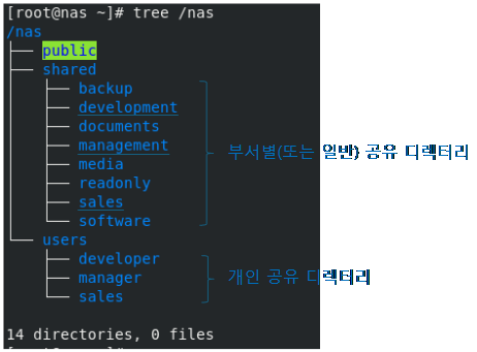 [root@nas ~]# tree /nas
/nas
├── public
├── shared
│   ├── backup
│   ├── development
│   ├── documents
│   ├── management
│   ├── media
│   ├── readonly
│   ├── sales
│   └── software
부서별(또는 일반) 공유 디렉터리
└── users
    ├── developer
    ├── manager
    └── sales
개인 공유 디렉터리
14 directories, 0 files